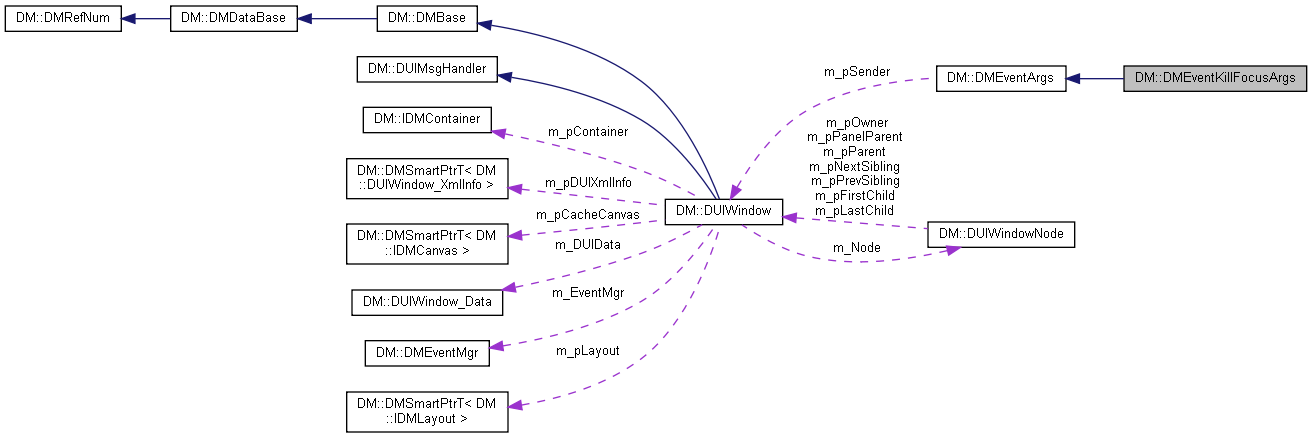 DM::DMRefNum
DM::DMDataBase
DM::DMBase
DM::DUIMsgHandler
m_pSender
DM::DMEventArgs
DM::DMEventKillFocusArgs
DM::IDMContainer
m_pContainer
m_pOwner
m_pPanelParent
m_pParent
m_pNextSibling
m_pPrevSibling
m_pFirstChild
m_pLastChild
DM::DMSmartPtrT< DM
::DUIWindow_XmlInfo >
m_pDUIXmlInfo
DM::DUIWindow
m_pCacheCanvas
DM::DMSmartPtrT< DM
::IDMCanvas >
m_DUIData
m_Node
DM::DUIWindowNode
DM::DUIWindow_Data
m_EventMgr
DM::DMEventMgr
m_pLayout
DM::DMSmartPtrT< DM
::IDMLayout >